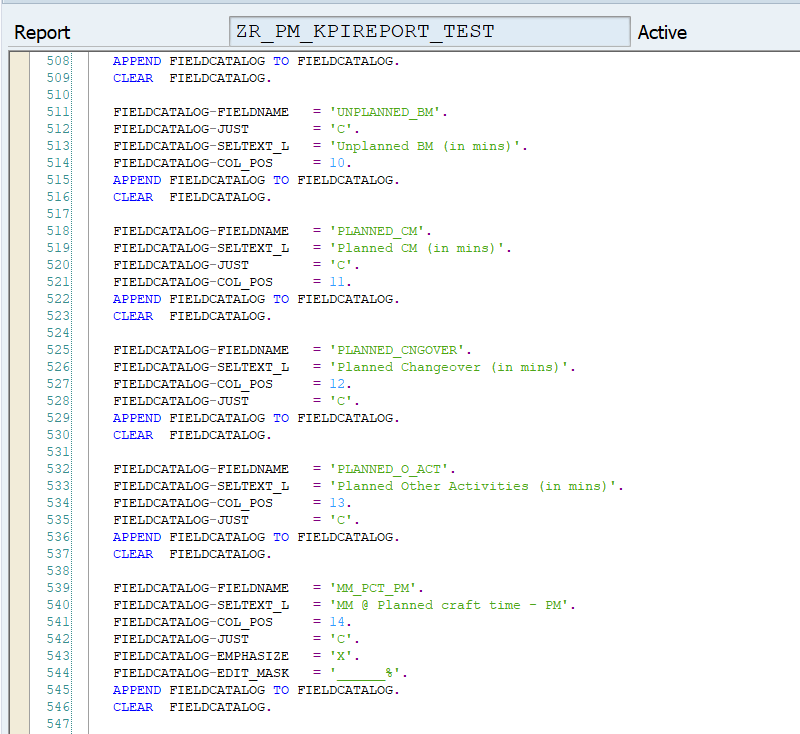 Report ZR_PM_KPIREPORT_TEST Active
508 APPEND FIELDCATALOG TO FIELDCATALOG.
509 CLEAR  FIELDCATALOG.
510
511 FIELDCATALOG-FIELDNAME   = 'UNPLANNED_BM'.
512 FIELDCATALOG-JUST        = 'C'.
513 FIELDCATALOG-SELTEXT_L   = 'Unplanned BM (in mins)'.
514 FIELDCATALOG-COL_POS     = 10.
515 APPEND FIELDCATALOG TO FIELDCATALOG.
516 CLEAR  FIELDCATALOG.
517
518 FIELDCATALOG-FIELDNAME   = 'PLANNED_CM'.
519 FIELDCATALOG-SELTEXT_L   = 'Planned CM (in mins)'.
520 FIELDCATALOG-JUST        = 'C'.
521 FIELDCATALOG-COL_POS     = 11.
522 APPEND FIELDCATALOG TO FIELDCATALOG.
523 CLEAR  FIELDCATALOG.
524
525 FIELDCATALOG-FIELDNAME   = 'PLANNED_CNGOVER'.
526 FIELDCATALOG-SELTEXT_L   = 'Planned Changeover (in mins)'.
527 FIELDCATALOG-COL_POS     = 12.
528 FIELDCATALOG-JUST        = 'C'.
529 APPEND FIELDCATALOG TO FIELDCATALOG.
530 CLEAR  FIELDCATALOG.
531
532 FIELDCATALOG-FIELDNAME   = 'PLANNED_O_ACT'.
533 FIELDCATALOG-SELTEXT_L   = 'Planned Other Activities (in mins)'.
534 FIELDCATALOG-COL_POS     = 13.
535 FIELDCATALOG-JUST        = 'C'.
536 APPEND FIELDCATALOG TO FIELDCATALOG.
537 CLEAR  FIELDCATALOG.
538
539 FIELDCATALOG-FIELDNAME   = 'MM_PCT_PM'.
540 FIELDCATALOG-SELTEXT_L   = 'MM @ Planned craft time - PM'.
541 FIELDCATALOG-COL_POS     = 14.
542 FIELDCATALOG-JUST        = 'C'.
543 FIELDCATALOG-EMPHASIZE   = 'X'.
544 FIELDCATALOG-EDIT_MASK   = '______%'.
545 APPEND FIELDCATALOG TO FIELDCATALOG.
546 CLEAR  FIELDCATALOG.
547